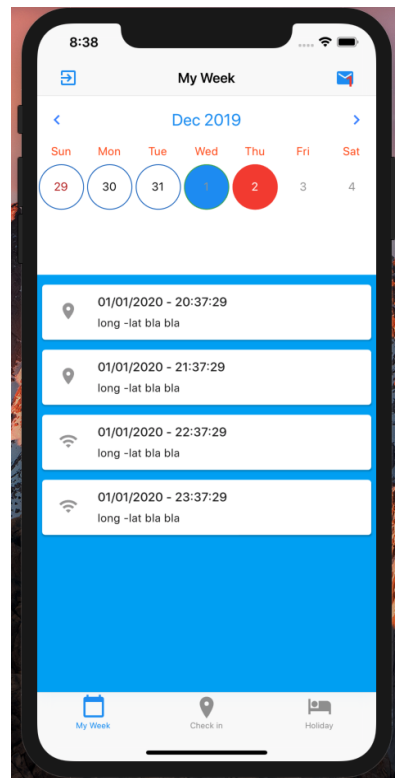 8:38
My Week
Dec 2019
Sun Mon Tue Wed Thu Fri Sat
29 30 31 1 2 3 4
01/01/2020 - 20:37:29
long -lat bla bla
01/01/2020 - 21:37:29
long -lat bla bla
01/01/2020 - 22:37:29
long -lat bla bla
01/01/2020 - 23:37:29
long -lat bla bla
My Week Check in Holiday